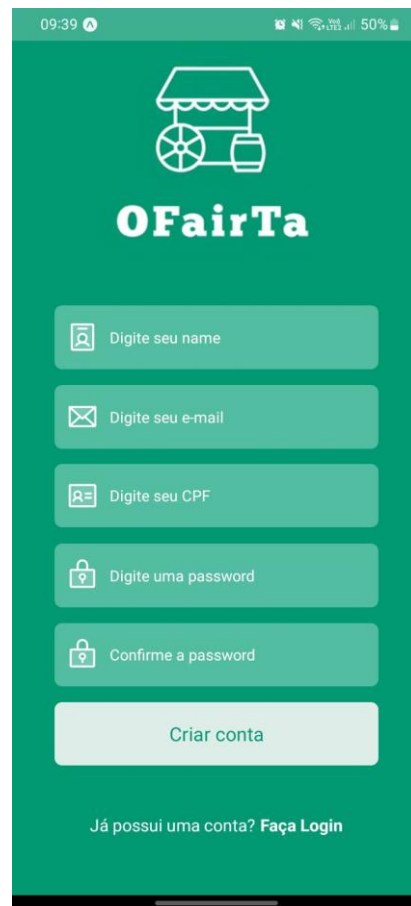 09:39
50%
OFairTa
Digite seu name
Digite seu e-mail
Digite seu CPF
Digite uma password
Confirme a password
Criar conta
Já possui uma conta? Faça Login